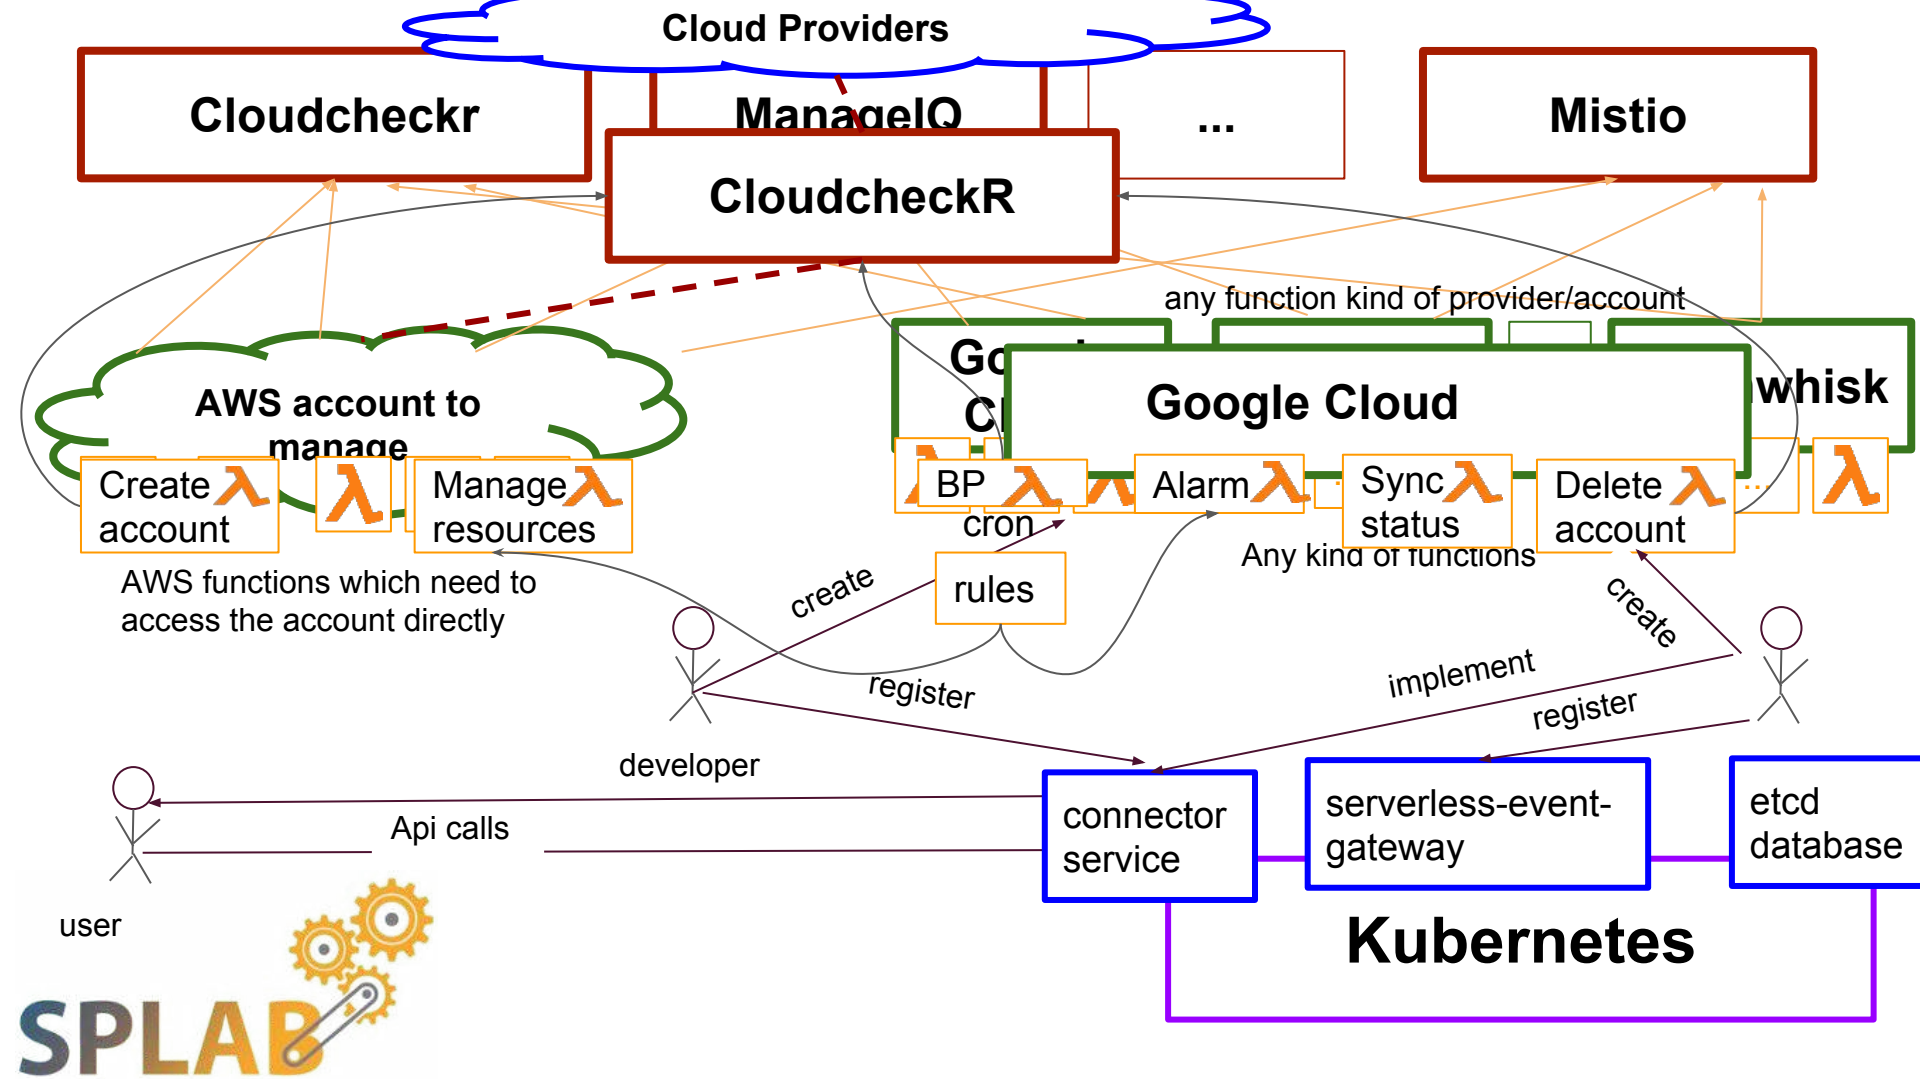 Cloud Providers
Cloudcheckr
ManageIQ
...
Mistio
CloudcheckR
any function kind of provider/account
AWS account to
manage
Google Cloud
whisk
Create
account
Manage
resources
BP
Alarm
Sync
status
Delete
account
...
cron
Any kind of functions
rules
AWS functions which need to
access the account directly
create
create
register
implement
register
developer
Api calls
user
connector
service
serverless-event-
gateway
etcd
database
Kubernetes
SPLAB